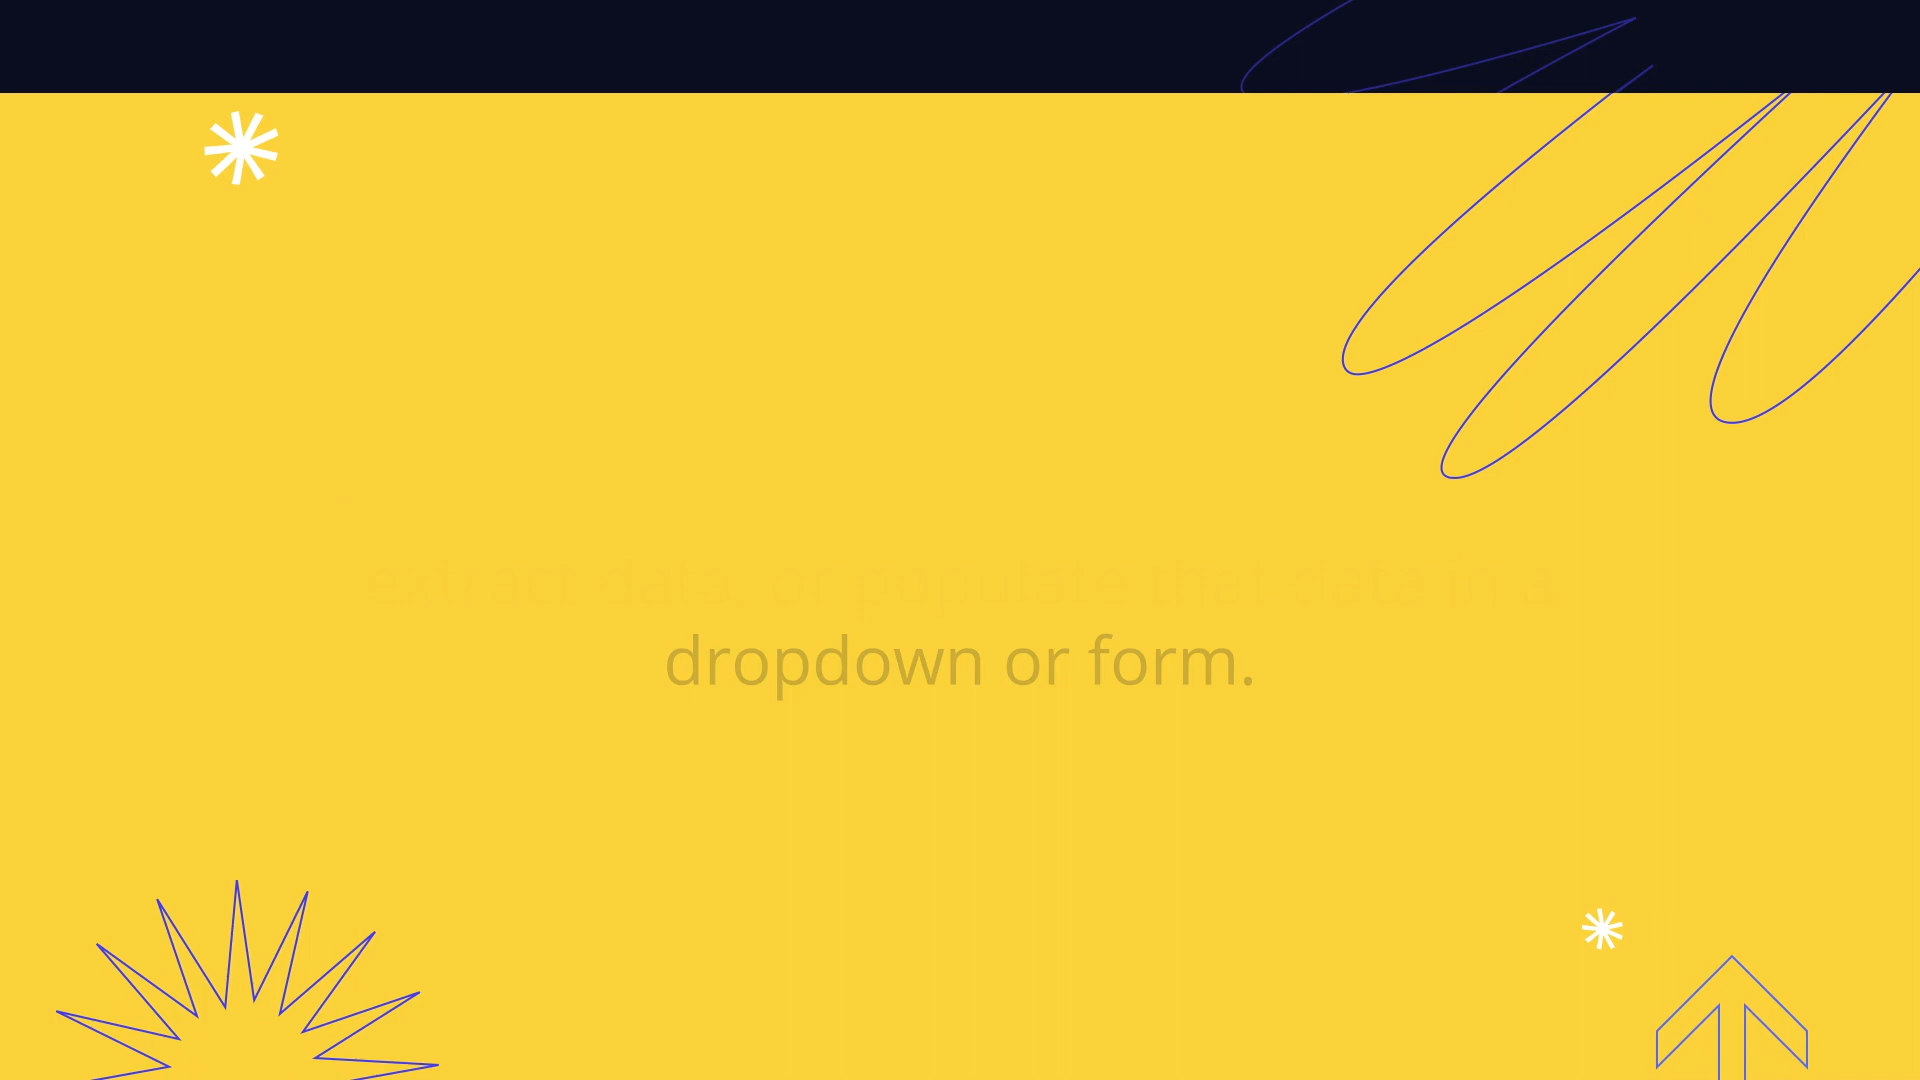 extract data, or populate that data in a
dropdown or form.